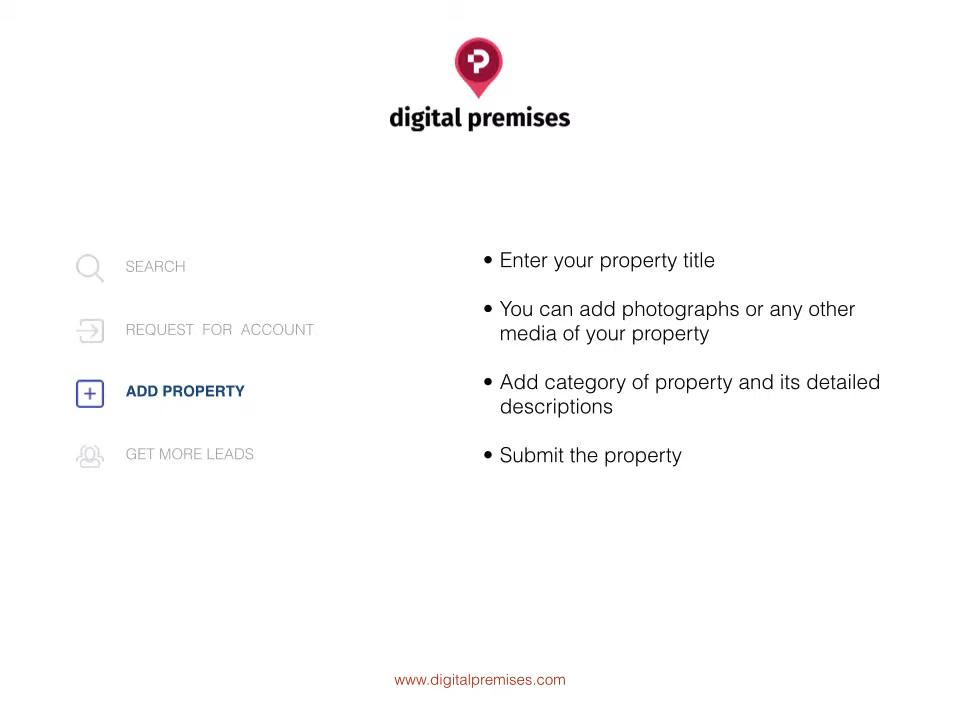 digital premises
SEARCH
REQUEST FOR ACCOUNT
ADD PROPERTY
GET MORE LEADS
• Enter your property title
• You can add photographs or any other
media of your property
• Add category of property and its detailed
descriptions
• Submit the property
www.digitalpremises.com